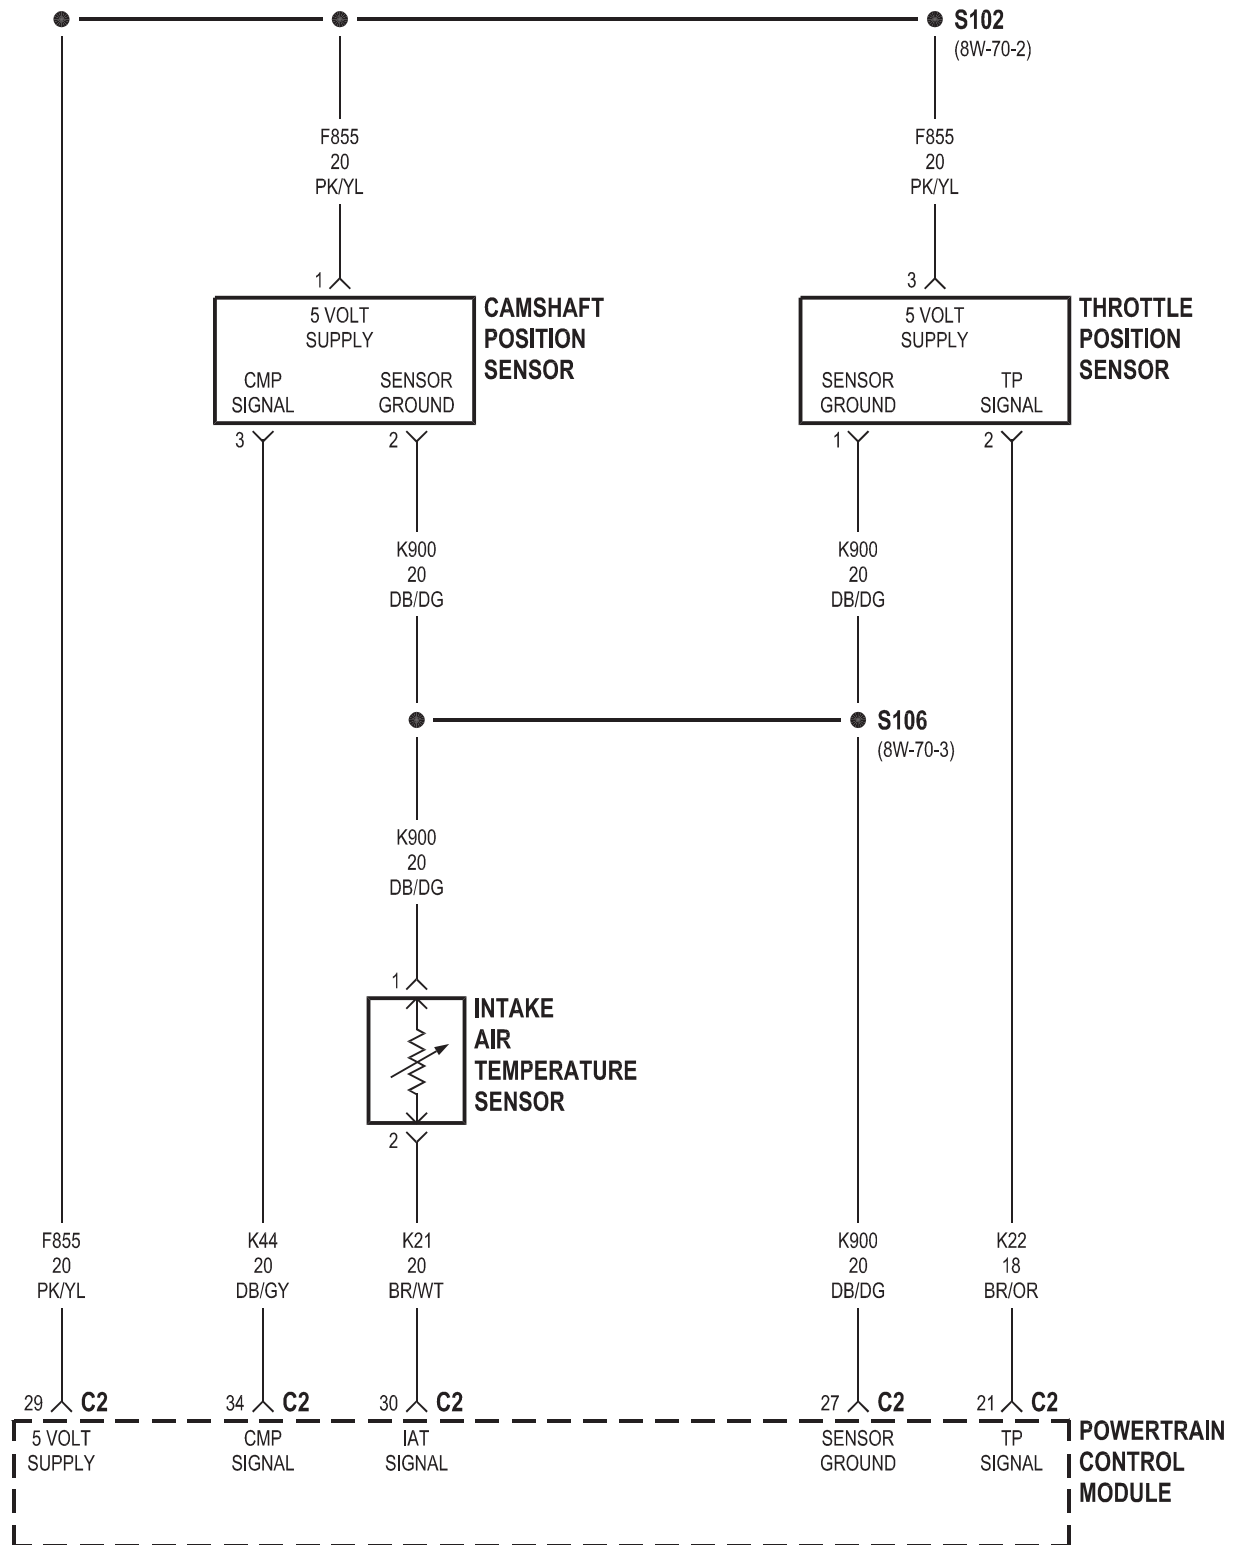 S102
(8W-70-2)
F855
20
PK/YL
F855
20
PK/YL
1
3
5 VOLT
SUPPLY
CMP
SIGNAL
SENSOR
GROUND
CAMSHAFT
POSITION
SENSOR
5 VOLT
SUPPLY
SENSOR
GROUND
TP
SIGNAL
THROTTLE
POSITION
SENSOR
3
2
1
2
K900
20
DB/DG
K900
20
DB/DG
S106
(8W-70-3)
K900
20
DB/DG
1
INTAKE
AIR
TEMPERATURE
SENSOR
2
F855
20
PK/YL
K44
20
DB/GY
K21
20
BR/WT
K900
20
DB/DG
K22
18
BR/OR
29 C2
34 C2
30 C2
27 C2
21 C2
5 VOLT
SUPPLY
CMP
SIGNAL
IAT
SIGNAL
SENSOR
GROUND
TP
SIGNAL
POWERTRAIN
CONTROL
MODULE